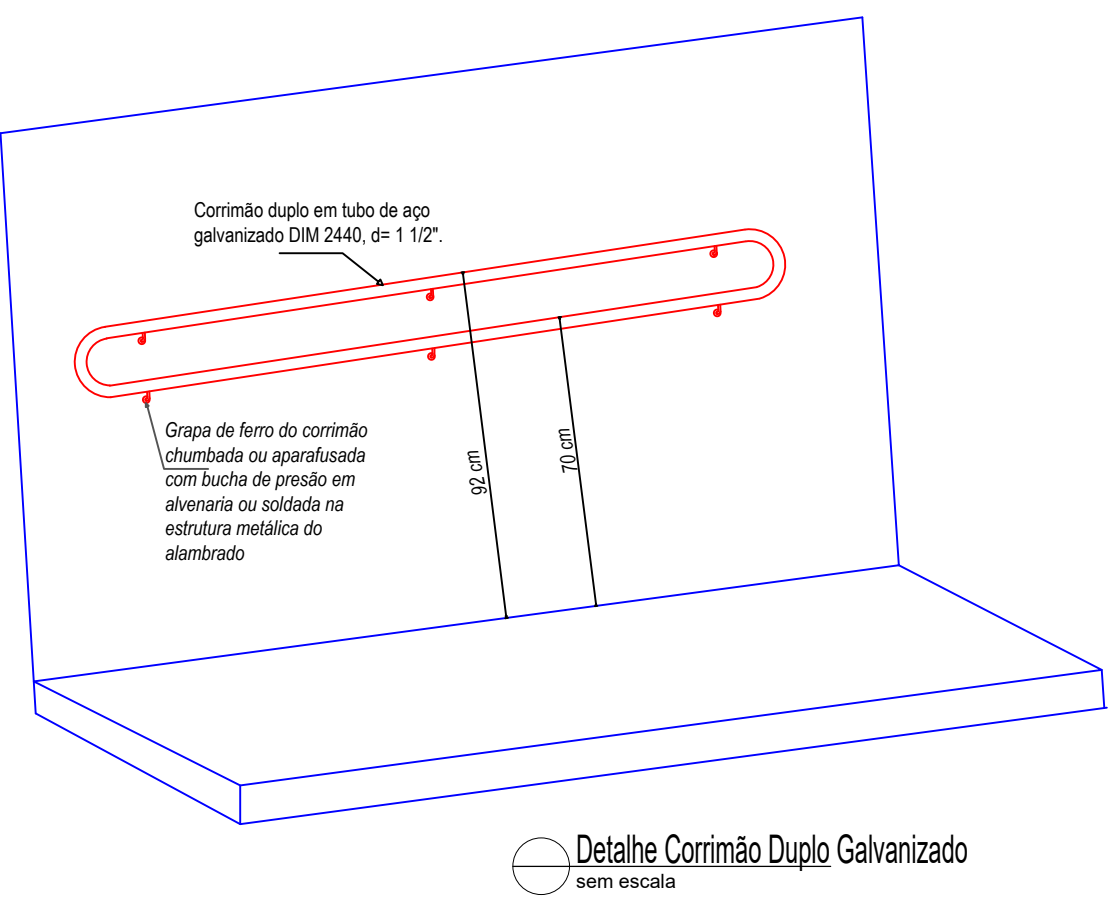 Corrimão duplo em tubo de aço
galvanizado DIM 2440, d= 1 1/2".
Grapa de ferro do corrimão
chumbada ou aparafusada
com bucha de presão em
alvenaria ou soldada na
estrutura metálica do
alambrado
92 cm
70 cm
Detalhe Corrimão Duplo Galvanizado
sem escala